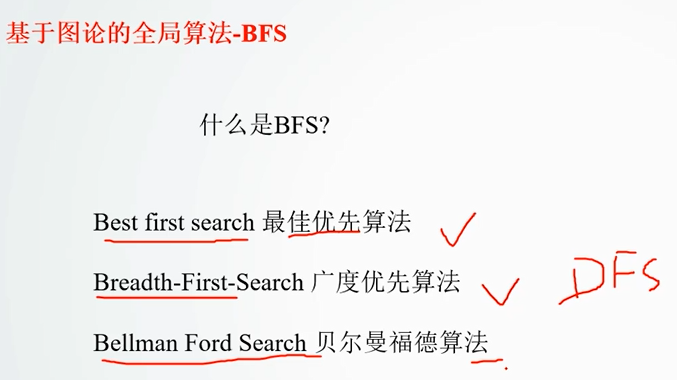 基于图论的全局算法-BFS
什么是BFS?
Best first search 最佳优先算法
Breadth-First-Search 广度优先算法
DFS
Bellman Ford Search 贝尔曼福德算法